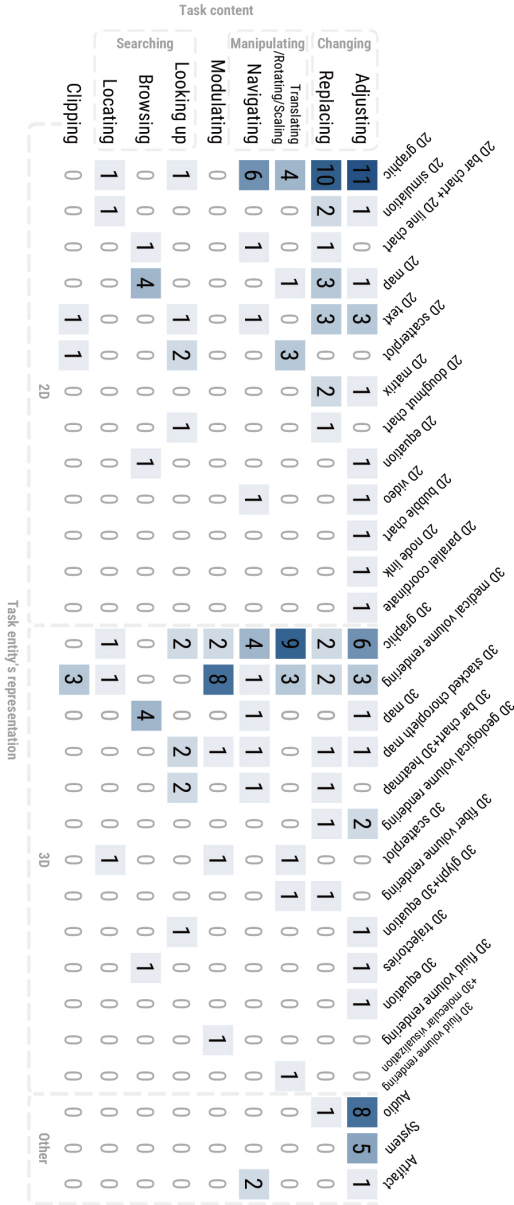 2D graphic
2D simulation
2D bar chart+ 2D line chart
2D map
2D text
2D scatterplot
2D matrix
2D doughnut chart
2D equation
2D video
2D bubble chart
2D node link
2D parallel coordinate
3D graphic
3D medical volume rendering
3D map
3D stacked choropleth map
3D bar chart+3D heatmap
3D geological volume rendering
3D scatterplot
3D fiber volume rendering
3D glyph+3D equation
3D trajectories
3D equation
3D fluid volume rendering
3D fluid volume rendering
+3D molecular visualization
Audio
System
Artifact
Task content
Changing
Adjusting 11 1 0 1 3 0 1 0 1 1 1 1 1 6 3 1 1 0 2 0 0 1 1 1 0 0 8 5 1
Replacing 10 2 1 3 3 0 2 1 0 0 0 0 0 2 2 0 1 1 1 0 1 0 0 0 0 0 1 0 0
Manipulating
Translating
/Rotating/Scaling 4 0 0 1 0 3 0 0 0 0 0 0 0 9 3 0 0 0 0 1 1 0 0 0 0 1 0 0 0
Navigating 6 0 1 0 1 0 0 0 0 1 0 0 0 4 1 1 1 1 0 0 0 0 0 0 0 0 0 0 2
Modulating 0 0 0 0 0 0 0 0 0 0 0 0 0 2 8 0 1 0 0 1 0 0 0 0 1 0 0 0 0
Searching
Looking up 1 0 0 0 1 2 0 1 0 0 0 0 0 2 0 0 2 2 0 0 0 1 0 0 0 0 0 0 0
Browsing 0 0 1 4 0 0 0 0 1 0 0 0 0 0 0 4 0 0 0 0 0 0 1 0 0 0 0 0 0
Locating 1 1 0 0 0 0 0 0 0 0 0 0 0 1 1 0 0 0 0 1 0 0 0 0 0 0 0 0 0
Clipping 0 0 0 0 1 1 0 0 0 0 0 0 0 0 3 0 0 0 0 0 0 0 0 0 0 0 0 0 0
2D
3D
Other
Task entity's representation